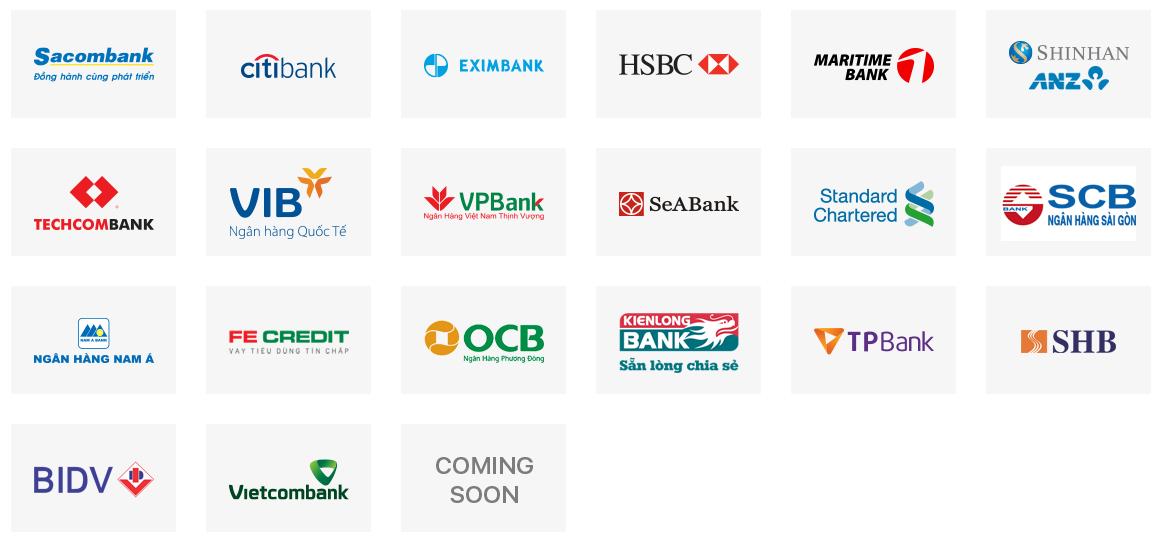 Sacombank
Đồng hành cùng phát triển
citibank
EXIMBANK
HSBC
MARITIME
BANK
SHINHAN
ANZ
TECHCOMBANK
VIB
Ngân hàng Quốc Tế
VPBank
Ngân Hàng Việt Nam Thịnh Vượng
SeABank
Standard
Chartered
BANK
SCB
NGÂN HÀNG SÀI GÒN
NAM A BANK
NGÂN HÀNG NAM Á
FE CREDIT
VAY TIÊU DÙNG TÍN CHẤP
OCB
Ngân Hàng Phương Đông
KIENLONG
BANK
Sẵn lòng chia sẻ
TPBank
SHB
BIDV
Vietcombank
COMING
SOON